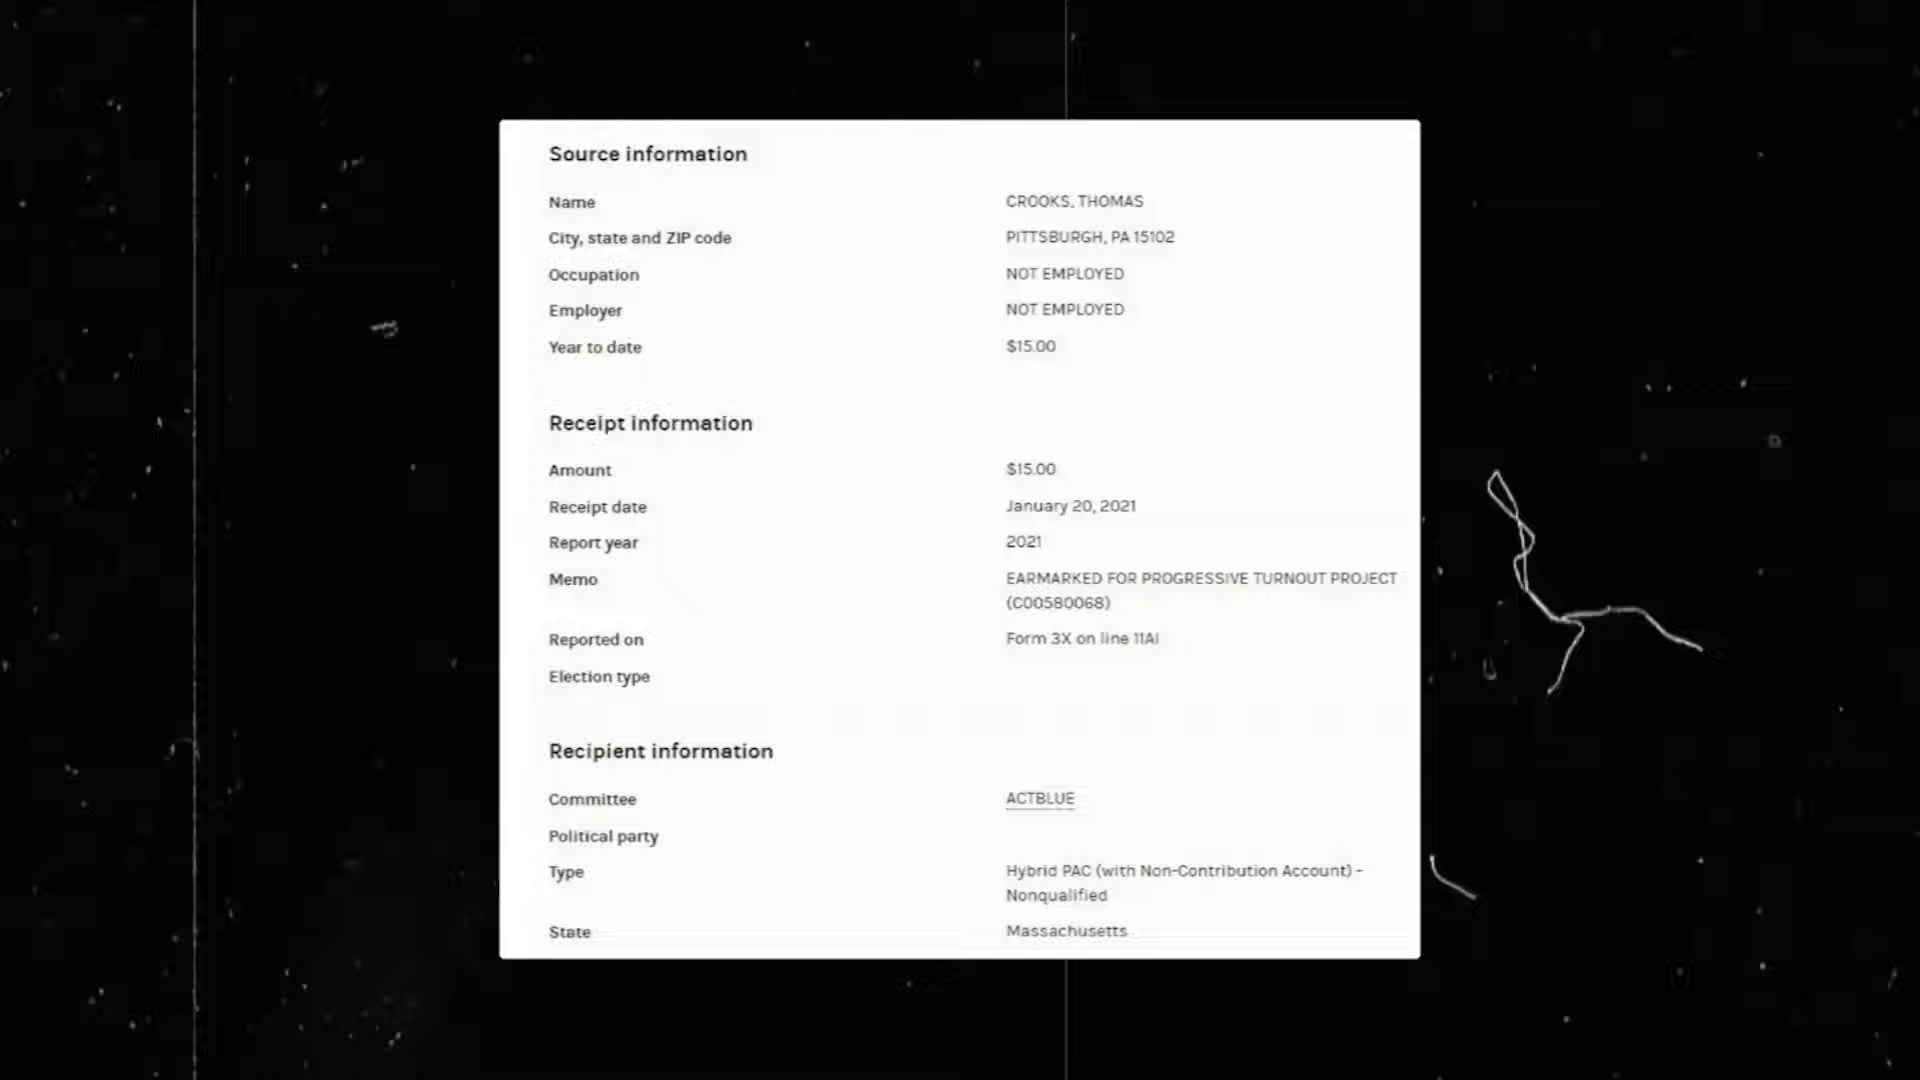 Source information
Name CROOKS, THOMAS
City, state and ZIP code PITTSBURGH, PA 15102
Occupation NOT EMPLOYED
Employer NOT EMPLOYED
Year to date $15.00
Receipt information
Amount $15.00
Receipt date January 20, 2021
Report year 2021
Memo EARMARKED FOR PROGRESSIVE TURNOUT PROJECT
(C00580068)
Reported on Form 3X on line 11AI
Election type
Recipient information
Committee ACTBLUE
Political party
Type Hybrid PAC (with Non-Contribution Account) -
Nonqualified
State Massachusetts